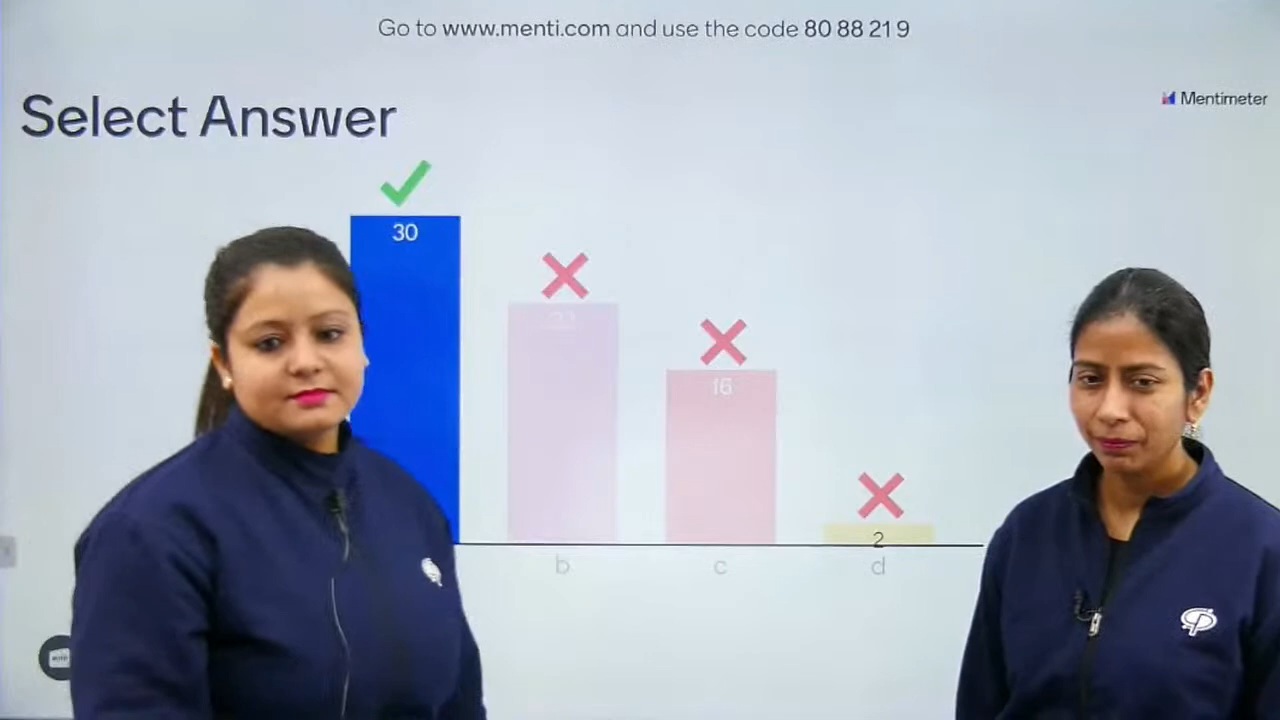 Go to www.menti.com and use the code 80 88 21 9
Mentimeter
Select Answer
30
22
16
2
b
c
d